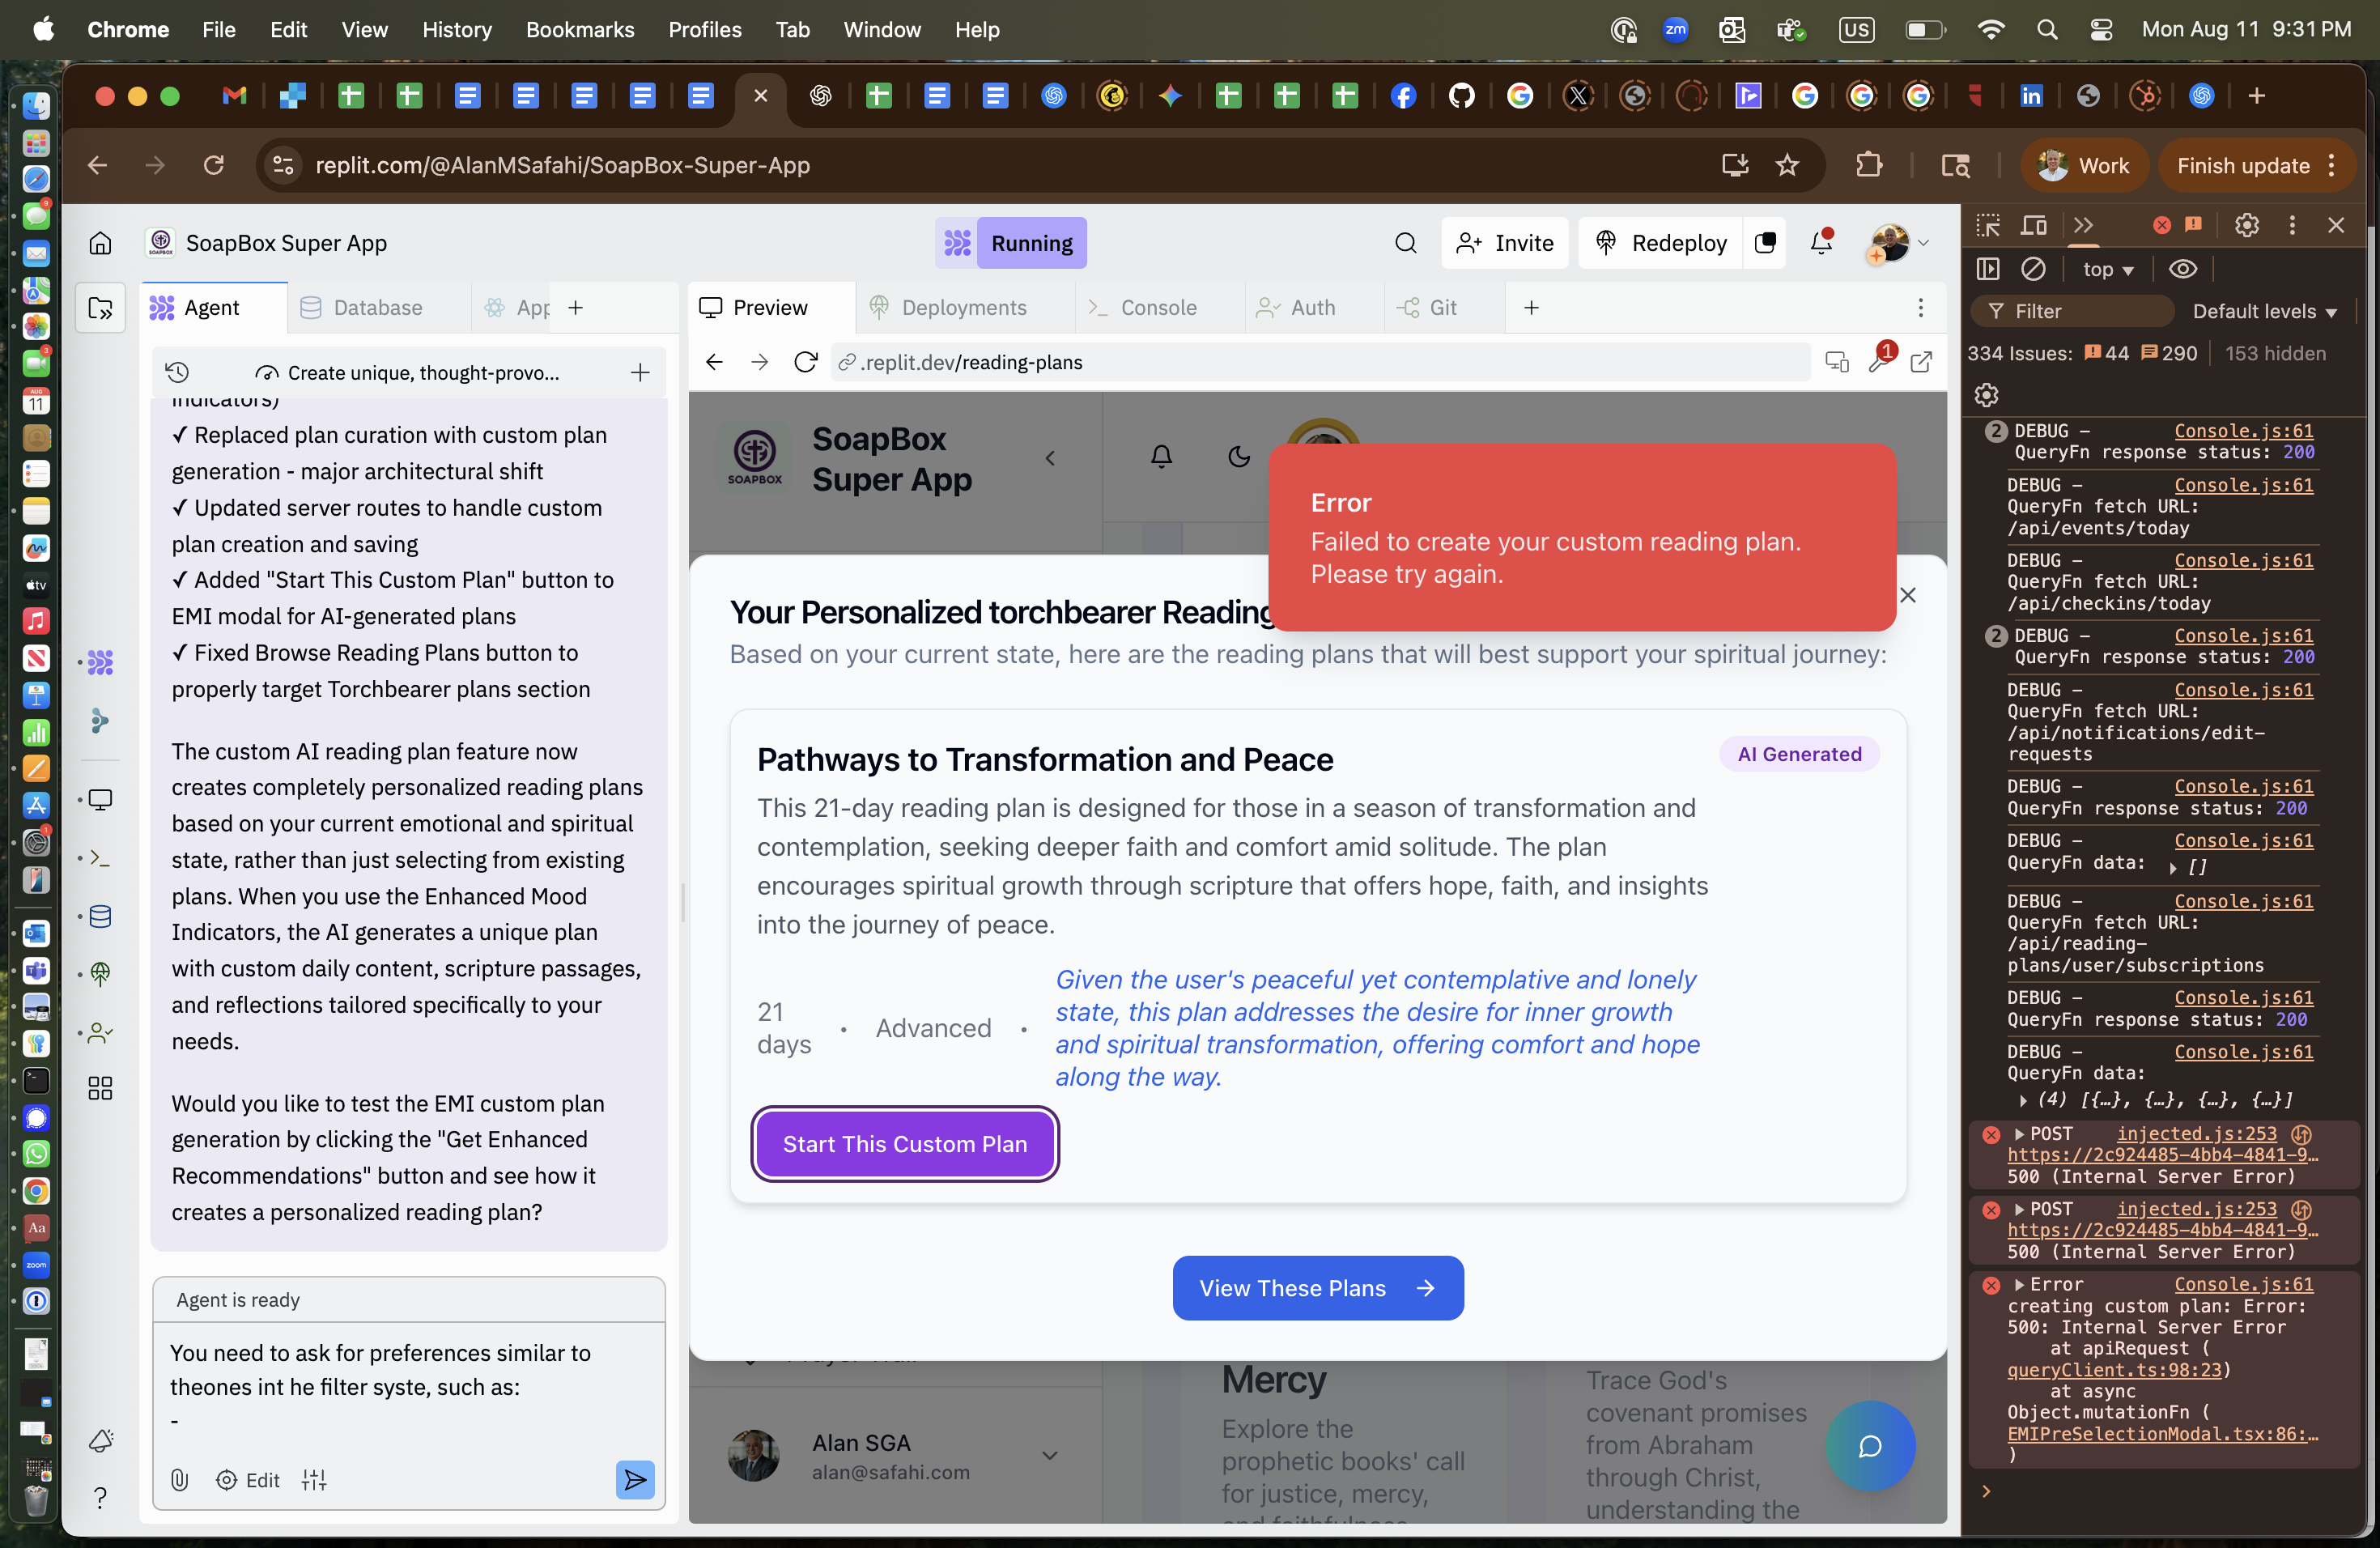 Chrome File Edit View History Bookmarks Profiles Tab Window Help
zm US Mon Aug 11 9:31 PM
replit.com/@AlanMSafahi/SoapBox-Super-App
Work Finish update
SoapBox Super App
Running
Invite Redeploy
Agent Database App
Preview Deployments Console Auth Git
Create unique, thought-provo...
.replit.dev/reading-plans
1
indicators)
✓ Replaced plan curation with custom plan
generation - major architectural shift
✓ Updated server routes to handle custom
plan creation and saving
✓ Added "Start This Custom Plan" button to
EMI modal for AI-generated plans
✓ Fixed Browse Reading Plans button to
properly target Torchbearer plans section
The custom AI reading plan feature now
creates completely personalized reading plans
based on your current emotional and spiritual
state, rather than just selecting from existing
plans. When you use the Enhanced Mood
Indicators, the AI generates a unique plan
with custom daily content, scripture passages,
and reflections tailored specifically to your
needs.
Would you like to test the EMI custom plan
generation by clicking the "Get Enhanced
Recommendations" button and see how it
creates a personalized reading plan?
Agent is ready
You need to ask for preferences similar to
theones int he filter syste, such as:
-
Edit
SOAPBOX
SoapBox
Super App
Error
Failed to create your custom reading plan.
Please try again.
Your Personalized torchbearer Reading
Based on your current state, here are the reading plans that will best support your spiritual journey:
Pathways to Transformation and Peace
AI Generated
This 21-day reading plan is designed for those in a season of transformation and
contemplation, seeking deeper faith and comfort amid solitude. The plan
encourages spiritual growth through scripture that offers hope, faith, and insights
into the journey of peace.
21
days
•
Advanced
•
Given the user's peaceful yet contemplative and lonely
state, this plan addresses the desire for inner growth
and spiritual transformation, offering comfort and hope
along the way.
Start This Custom Plan
View These Plans
Alan SGA
alan@safahi.com
Mercy
Explore the
prophetic books' call
for justice, mercy,
and faithfulness
Trace God's
covenant promises
from Abraham
through Christ,
understanding the
top
Filter Default levels
334 Issues: 44 290 153 hidden
2 DEBUG – Console.js:61
QueryFn response status: 200
DEBUG – Console.js:61
QueryFn fetch URL:
/api/events/today
DEBUG – Console.js:61
QueryFn fetch URL:
/api/checkins/today
2 DEBUG – Console.js:61
QueryFn response status: 200
DEBUG – Console.js:61
QueryFn fetch URL:
/api/notifications/edit-
requests
DEBUG – Console.js:61
QueryFn response status: 200
DEBUG – Console.js:61
QueryFn data: []
DEBUG – Console.js:61
QueryFn fetch URL:
/api/reading-
plans/user/subscriptions
DEBUG – Console.js:61
QueryFn response status: 200
DEBUG – Console.js:61
QueryFn data:
(4) [{…}, {…}, {…}, {…}]
POST injected.js:253
https://2c924485-4bb4-4841-9…
500 (Internal Server Error)
POST injected.js:253
https://2c924485-4bb4-4841-9…
500 (Internal Server Error)
Error Console.js:61
creating custom plan: Error:
500: Internal Server Error
at apiRequest (
queryClient.ts:98:23)
at async
Object.mutationFn (
EMIPreSelectionModal.tsx:86:…
)